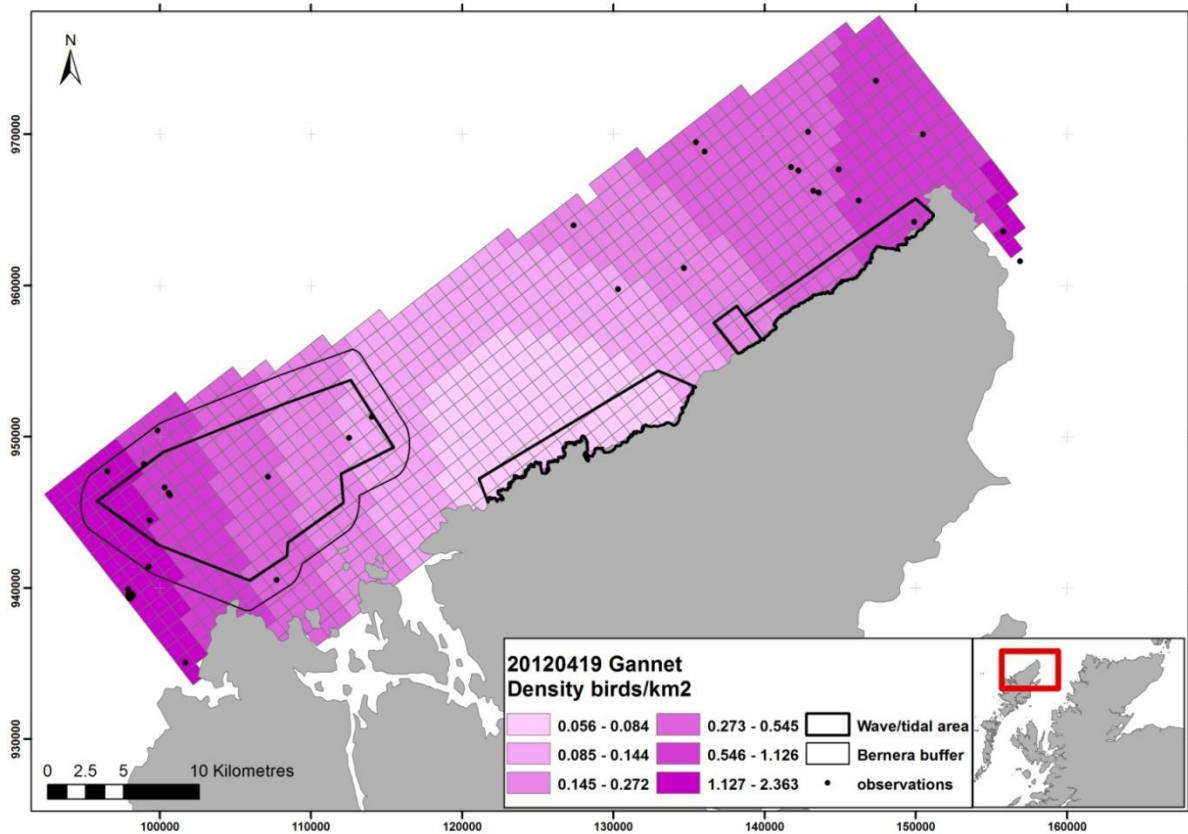 N
970000
960000
950000
940000
930000
20120419 Gannet
Density birds/km2
0.056 - 0.084
0.273 - 0.545
Wave/tidal area
0.085 - 0.144
0.546 - 1.126
Bernera buffer
0.145 - 0.272
1.127 - 2.363
observations
0 2.5 5 10 Kilometres
100000 110000 120000 130000 140000 150000 160000